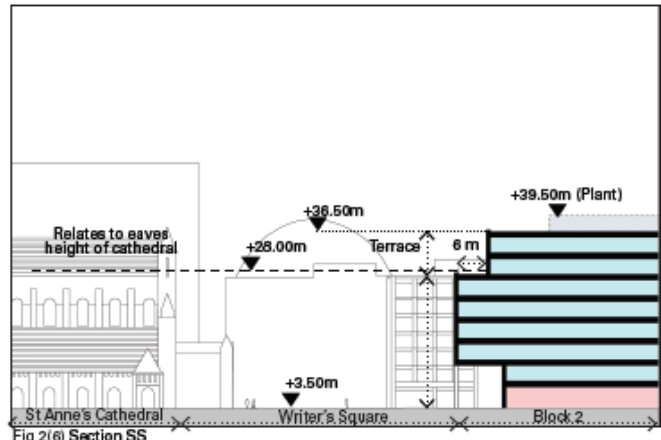 +39.50m (Plant)
+36.50m
Relates to eaves
height of cathedral
+28.00m
Terrace
6 m
+3.50m
St Anne's Cathedral
Writer's Square
Block 2
Fig 2(6) Section SS